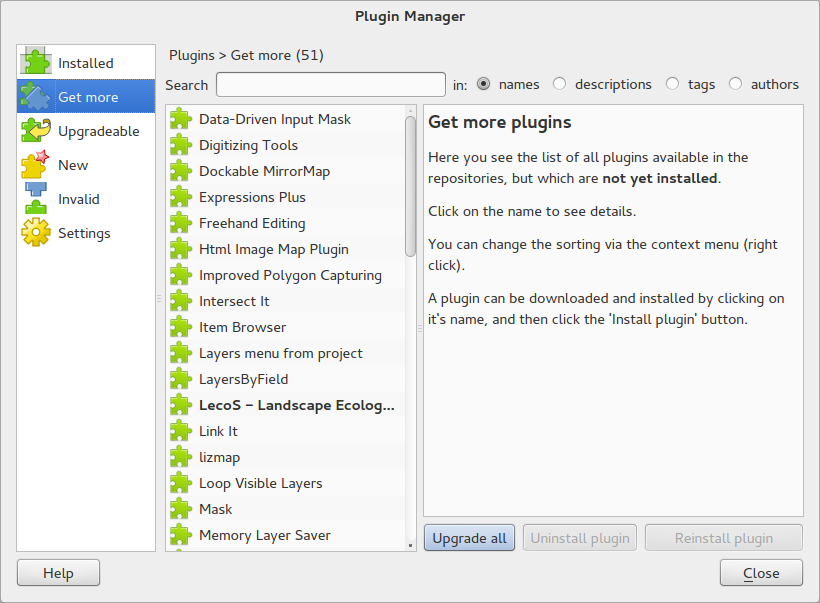 Plugin Manager
Installed
Get more
Upgradeable
New
Invalid
Settings
Plugins > Get more (51)
Search in: names descriptions tags authors
Data-Driven Input Mask
Digitizing Tools
Dockable MirrorMap
Expressions Plus
Freehand Editing
Html Image Map Plugin
Improved Polygon Capturing
Intersect It
Item Browser
Layers menu from project
LayersByField
LecoS – Landscape Ecolog...
Link It
lizmap
Loop Visible Layers
Mask
Memory Layer Saver
Get more plugins
Here you see the list of all plugins available in the
repositories, but which are not yet installed.
Click on the name to see details.
You can change the sorting via the context menu (right
click).
A plugin can be downloaded and installed by clicking on
it's name, and then click the 'Install plugin' button.
Upgrade all Uninstall plugin Reinstall plugin
Help Close